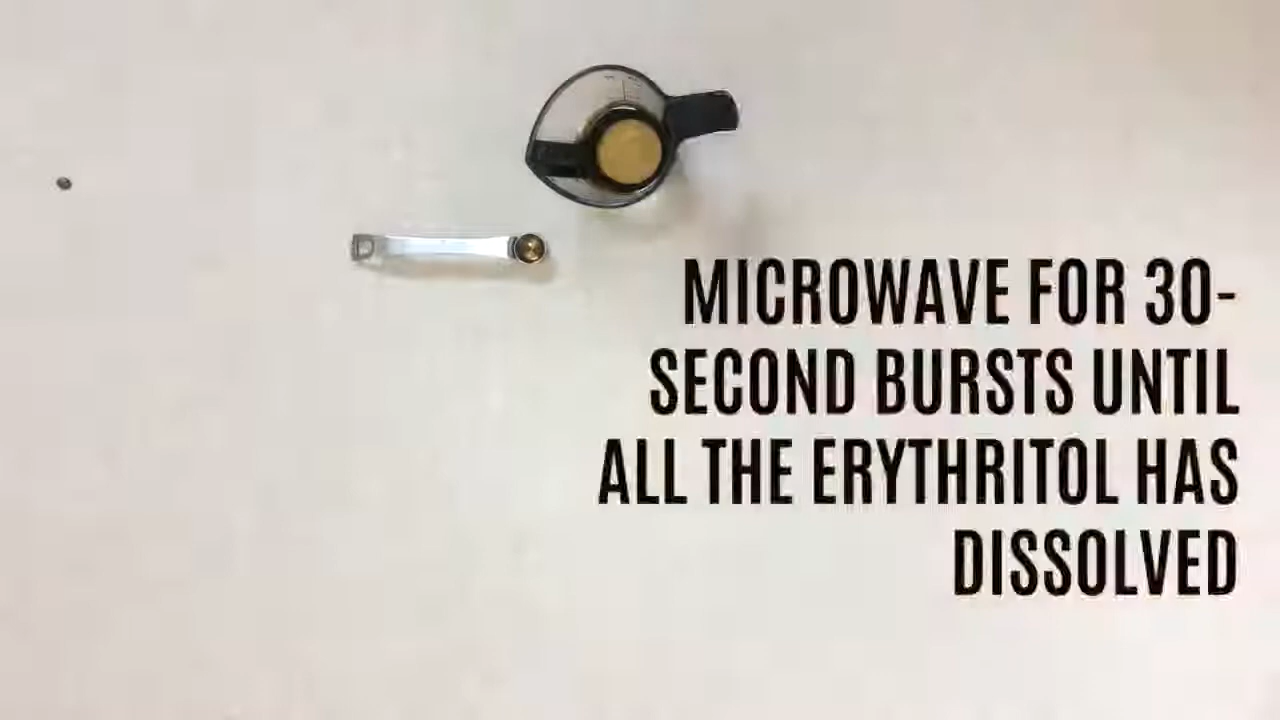 MICROWAVE FOR 30-
SECOND BURSTS UNTIL
ALL THE ERYTHRITOL HAS
DISSOLVED